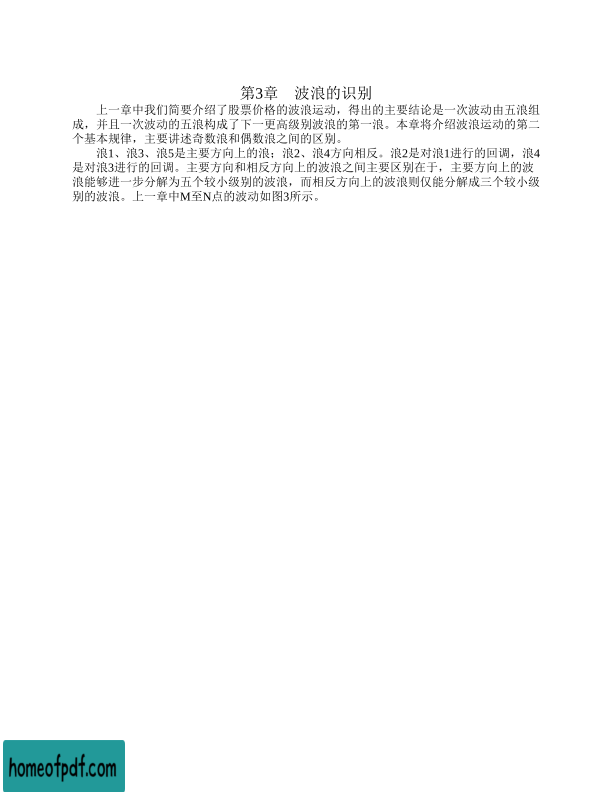 第3章　波浪的识别
上一章中我们简要介绍了股票价格的波浪运动，得出的主要结论是一次波动由五浪组
成，并且一次波动的五浪构成了下一更高级别波浪的第一浪。本章将介绍波浪运动的第二
个基本规律，主要讲述奇数浪和偶数浪之间的区别。
浪1、浪3、浪5是主要方向上的浪；浪2、浪4方向相反。浪2是对浪1进行的回调，浪4
是对浪3进行的回调。主要方向和相反方向上的波浪之间主要区别在于，主要方向上的波
浪能够进一步分解为五个较小级别的波浪，而相反方向上的波浪则仅能分解成三个较小级
别的波浪。上一章中M至N点的波动如图3所示。
homeofpdf.com